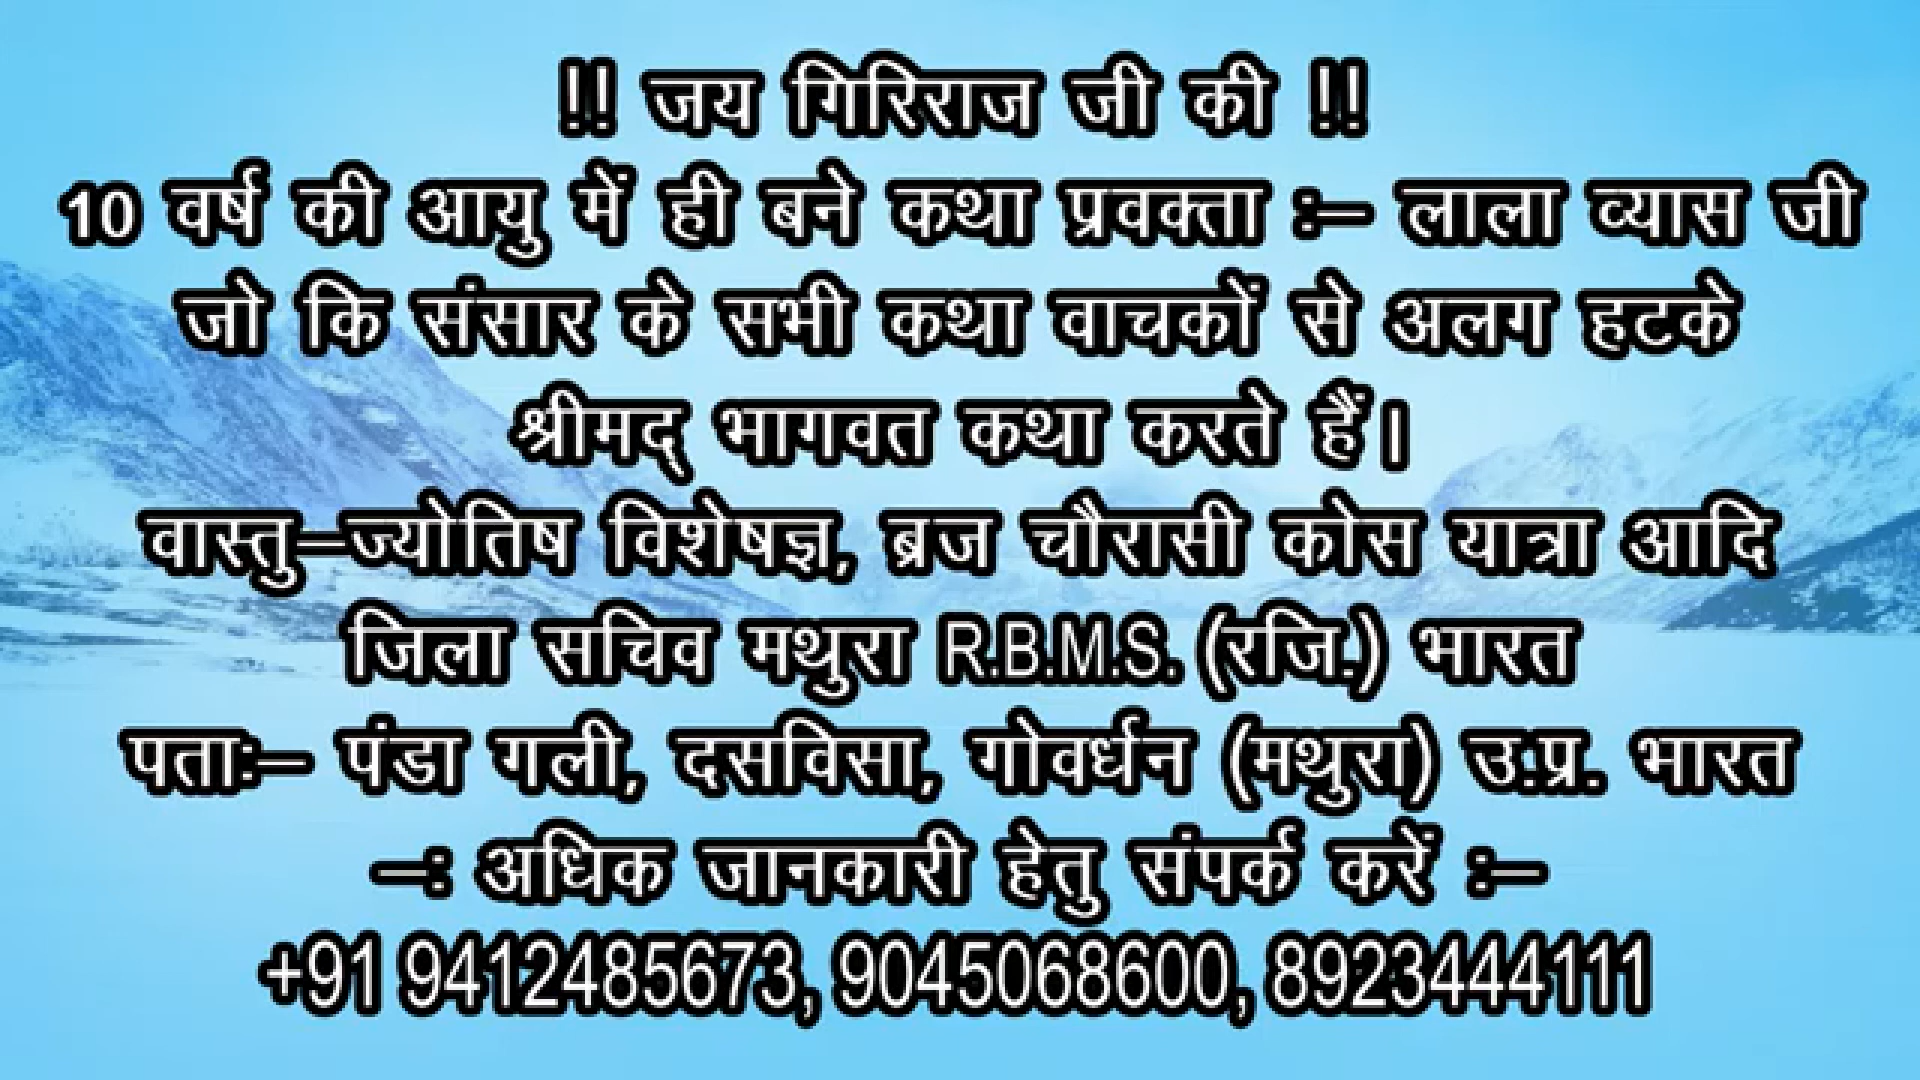 !! जय गिरिराज जी की !!
10 वर्ष की आयु में ही बने कथा प्रवक्ता :– लाला व्यास जी
जो कि संसार के सभी कथा वाचकों से अलग हटके
श्रीमद् भागवत कथा करते हैं।
वास्तु–ज्योतिष विशेषज्ञ, ब्रज चौरासी कोस यात्रा आदि
जिला सचिव मथुरा R.B.M.S. (रजि.) भारत
पताः– पंडा गली, दसविसा, गोवर्धन (मथुरा) उ.प्र. भारत
–: अधिक जानकारी हेतु संपर्क करें :–
+91 9412485673, 9045068600, 8923444111